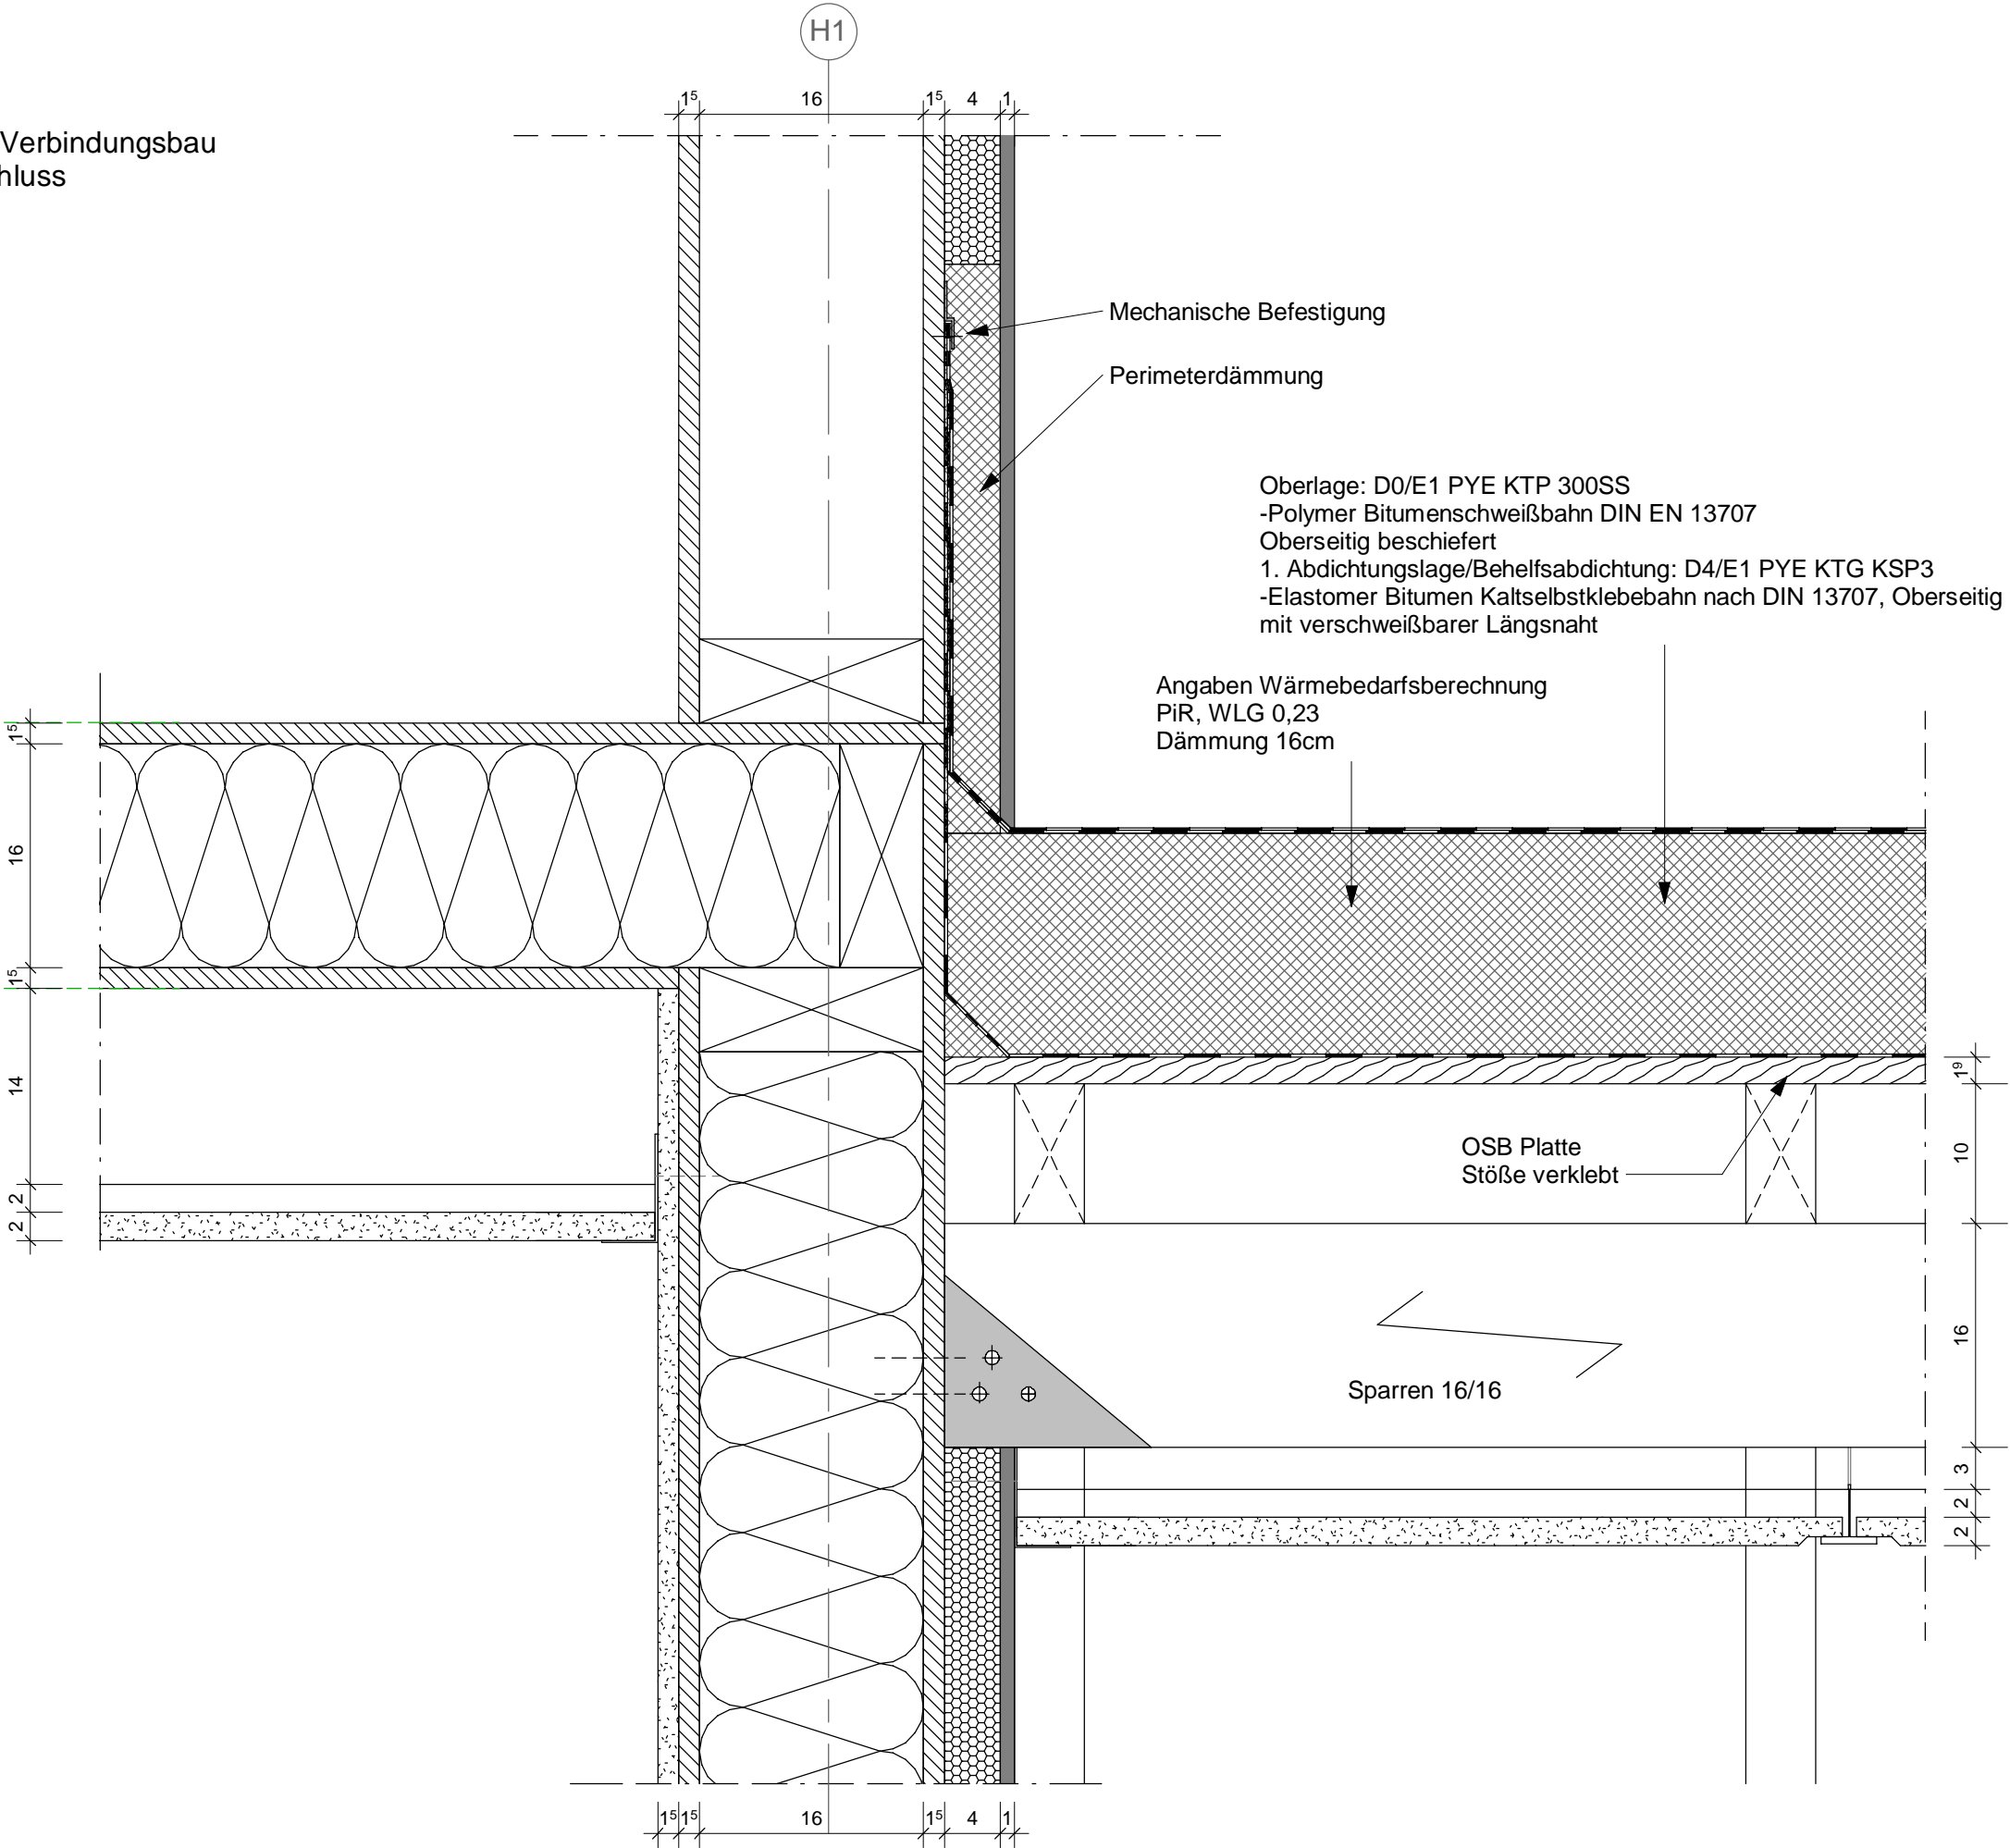 H1
1⁵ 16 1⁵ 4 1
Verbindungsbau
hluss
Mechanische Befestigung
Perimeterdämmung
Oberlage: D0/E1 PYE KTP 300SS
-Polymer Bitumenschweißbahn DIN EN 13707
Oberseitig beschiefert
1. Abdichtungslage/Behelfsabdichtung: D4/E1 PYE KTG KSP3
-Elastomer Bitumen Kaltselbstklebebahn nach DIN 13707, Oberseitig
mit verschweißbarer Längsnaht
Angaben Wärmebedarfsberechnung
PiR, WLG 0,23
Dämmung 16cm
1⁵
16
1⁵
14
2
2
OSB Platte
Stöße verklebt
Sparren 16/16
1⁹
10
16
3
2
2
1⁵ 1⁵ 16 1⁵ 4 1